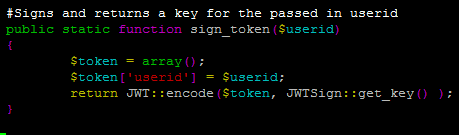 #Signs and returns a key for the passed in userid
public static function sign_token($userid)
{
$token = array();
$token['userid'] = $userid;
return JWT::encode($token, JWTSign::get_key() );
}